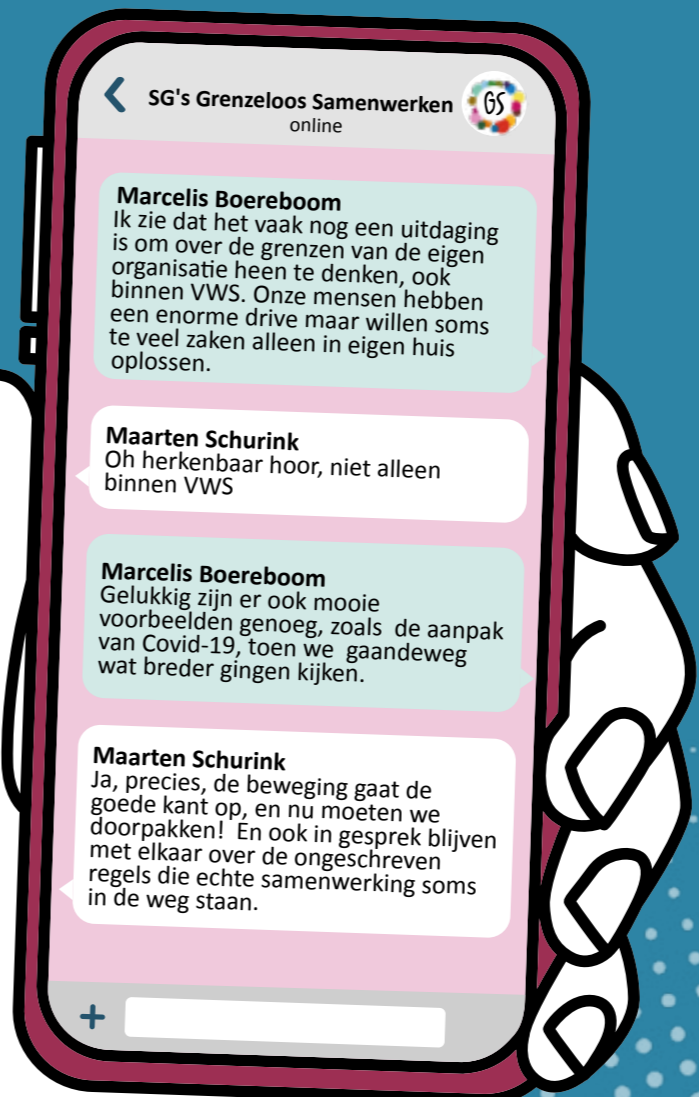 SG's Grenzeloos Samenwerken
GS
online
Marcelis Boereboom
Ik zie dat het vaak nog een uitdaging
is om over de grenzen van de eigen
organisatie heen te denken, ook
binnen VWS. Onze mensen hebben
een enorme drive maar willen soms
te veel zaken alleen in eigen huis
oplossen.
Maarten Schurink
Oh herkenbaar hoor, niet alleen
binnen VWS
Marcelis Boereboom
Gelukkig zijn er ook mooie
voorbeelden genoeg, zoals  de aanpak
van Covid-19, toen we  gaandeweg
wat breder gingen kijken.
Maarten Schurink
Ja, precies, de beweging gaat de
goede kant op, en nu moeten we
doorpakken!  En ook in gesprek blijven
met elkaar over de ongeschreven
regels die echte samenwerking soms
in de weg staan.
+